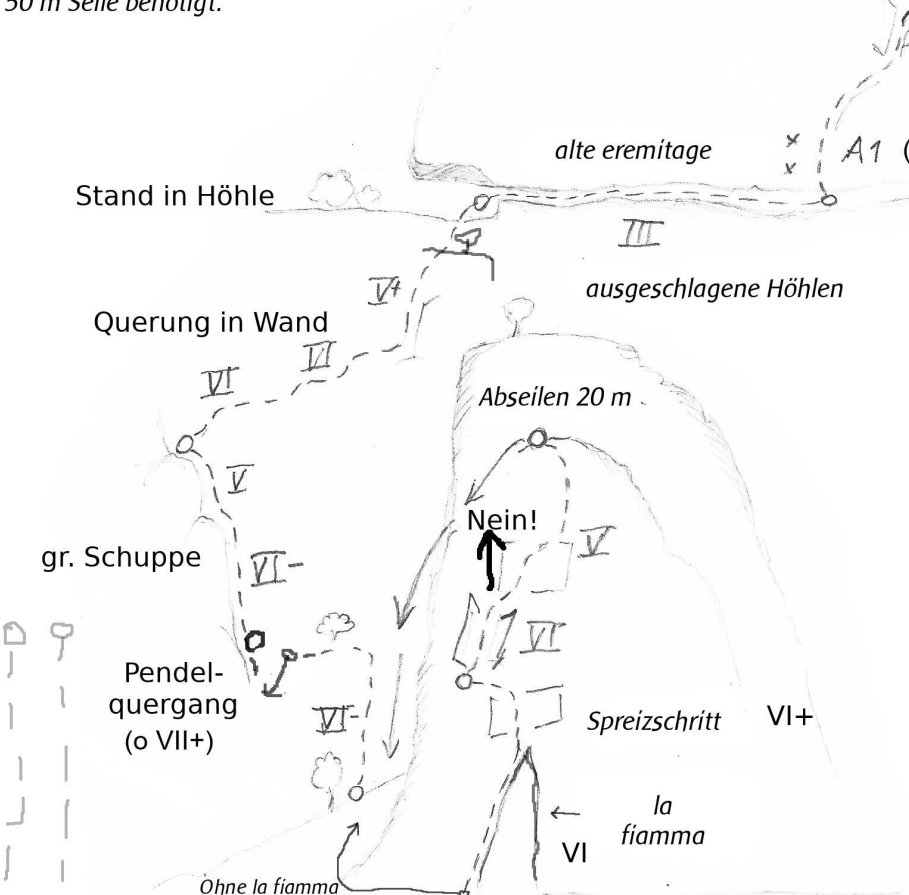 50 m Seile benötigt.
alte eremitage
A1 (
Stand in Höhle
III
V+
ausgeschlagene Höhlen
Querung in Wand
VI
VI
Abseilen 20 m
V
Nein!
V
gr. Schuppe
VI-
VI
Pendel-
quergang
(o VII+)
VI-
Spreizschritt
VI+
la
fiamma
VI
Ohne la fiamma